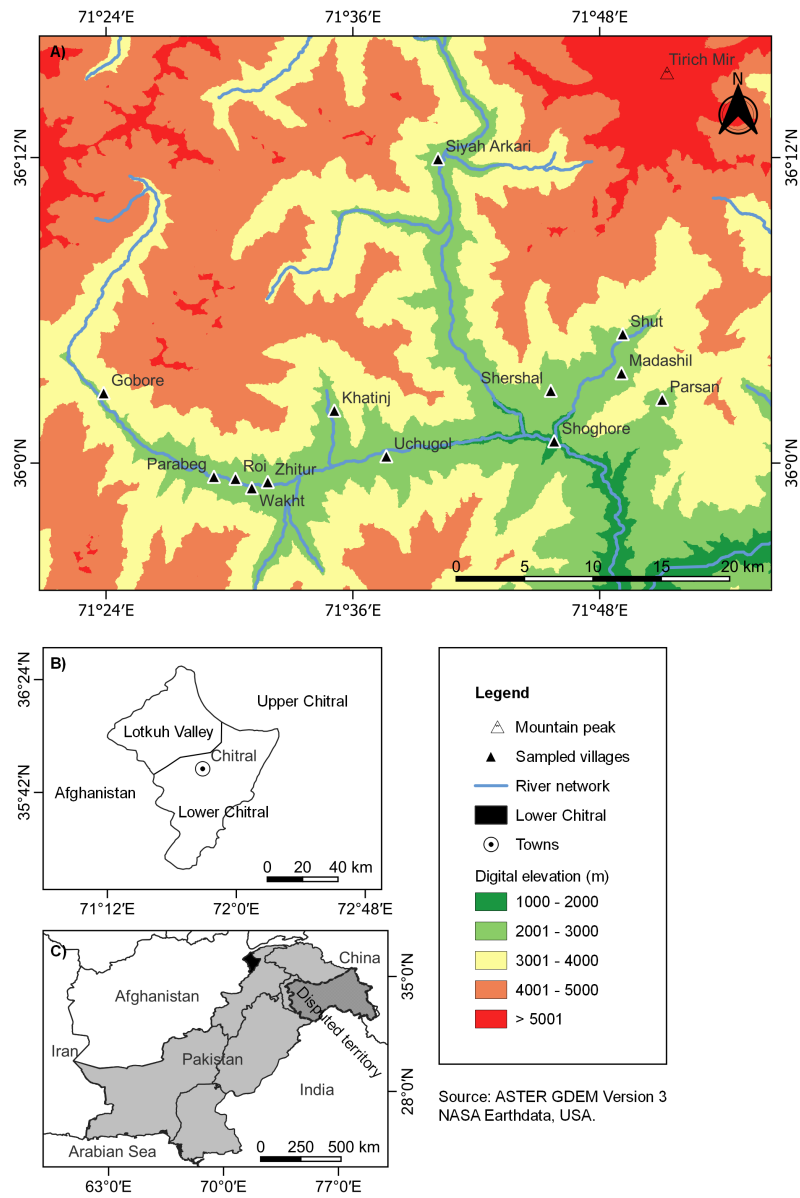 71°24′E 71°36′E 71°48′E
A)
Tirich Mir
N
36°12′N 36°12′N
Siyah Arkari
Shut
Madashil
Shershal
Parsan
Gobore
Khatinj
Shoghore
Uchugol
36°0′N 36°0′N
Parabeg Roi Zhitur
Wakht
0 5 10 15 20 km
71°24′E 71°36′E 71°48′E
B)
36°24′N
Upper Chitral
Lotkuh Valley
Chitral
35°42′N
Afghanistan
Lower Chitral
0 20 40 km
71°12′E 72°0′E 72°48′E
C)
China
35°0′N
Afghanistan
Disputed territory
Iran
Pakistan
28°0′N
India
Arabian Sea
0 250 500 km
63°0′E 70°0′E 77°0′E
Legend
Mountain peak
Sampled villages
River network
Lower Chitral
Towns
Digital elevation (m)
1000 - 2000
2001 - 3000
3001 - 4000
4001 - 5000
> 5001
Source: ASTER GDEM Version 3
NASA Earthdata, USA.